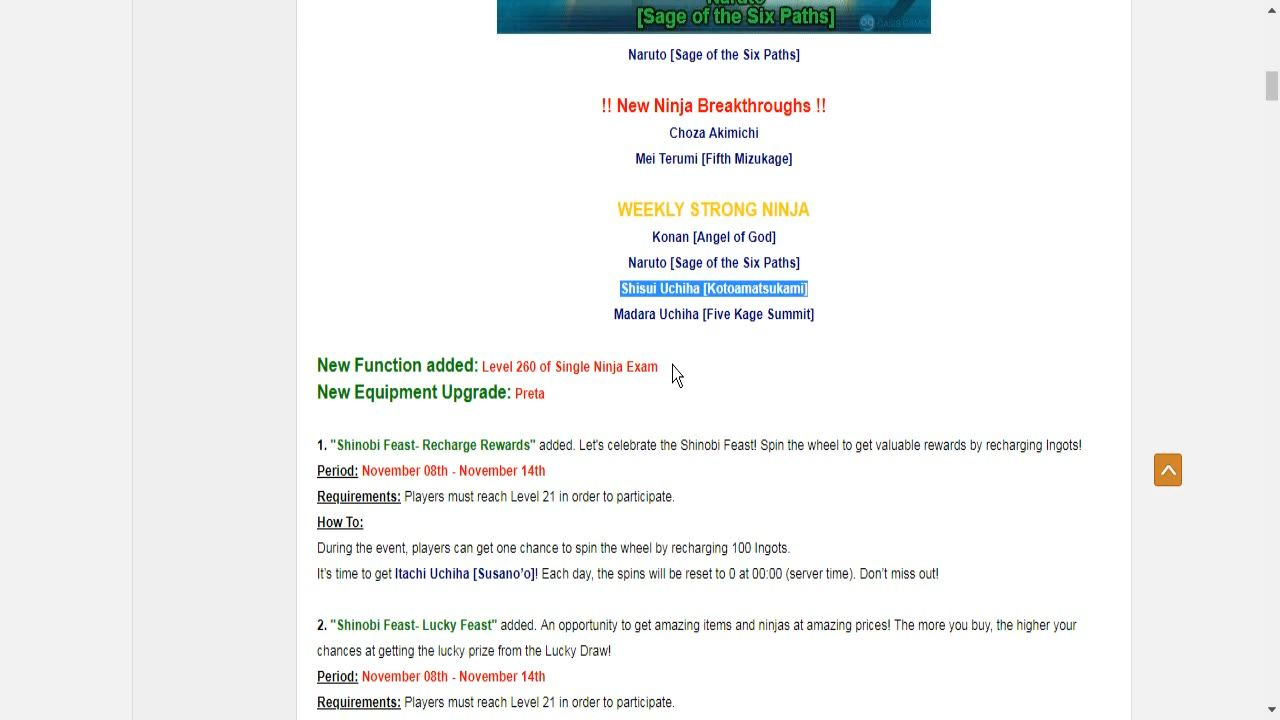 Naruto
[Sage of the Six Paths]
OASIS GAMES
Naruto [Sage of the Six Paths]
!! New Ninja Breakthroughs !!
Choza Akimichi
Mei Terumi [Fifth Mizukage]
WEEKLY STRONG NINJA
Konan [Angel of God]
Naruto [Sage of the Six Paths]
Shisui Uchiha [Kotoamatsukami]
Madara Uchiha [Five Kage Summit]
New Function added: Level 260 of Single Ninja Exam
New Equipment Upgrade: Preta
1. "Shinobi Feast- Recharge Rewards" added. Let's celebrate the Shinobi Feast! Spin the wheel to get valuable rewards by recharging Ingots!
Period: November 08th - November 14th
Requirements: Players must reach Level 21 in order to participate.
How To:
During the event, players can get one chance to spin the wheel by recharging 100 Ingots.
It’s time to get Itachi Uchiha [Susano’o]! Each day, the spins will be reset to 0 at 00:00 (server time). Don’t miss out!
2. "Shinobi Feast- Lucky Feast" added. An opportunity to get amazing items and ninjas at amazing prices! The more you buy, the higher your
chances at getting the lucky prize from the Lucky Draw!
Period: November 08th - November 14th
Requirements: Players must reach Level 21 in order to participate.